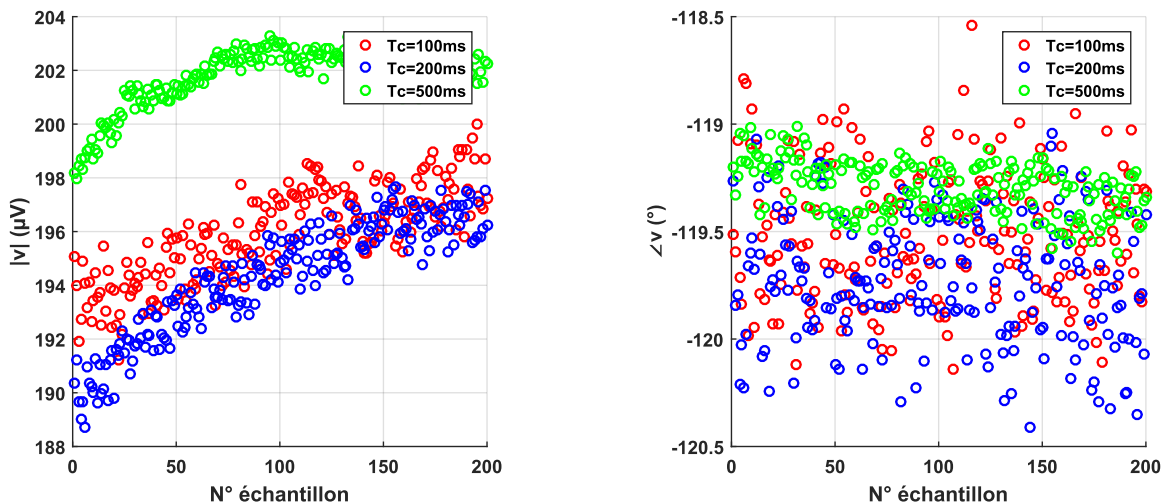 204
202
200
198
196
194
192
190
188
|v| (µV)
0
50
100
150
200
N° échantillon
Tc=100ms
Tc=200ms
Tc=500ms
-118.5
-119
-119.5
-120
-120.5
∠v (°)
0
50
100
150
200
N° échantillon
Tc=100ms
Tc=200ms
Tc=500ms